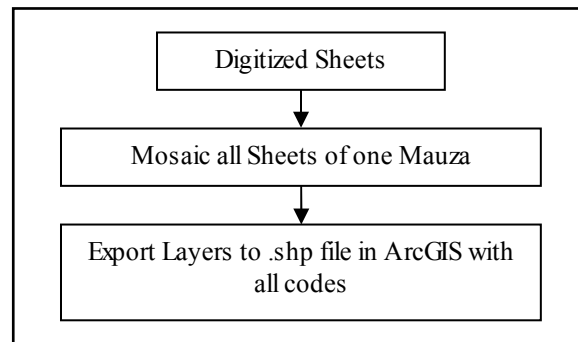 Digitized Sheets
Mosaic all Sheets of one Mauza
Export Layers to .shp file in ArcGIS with
all codes